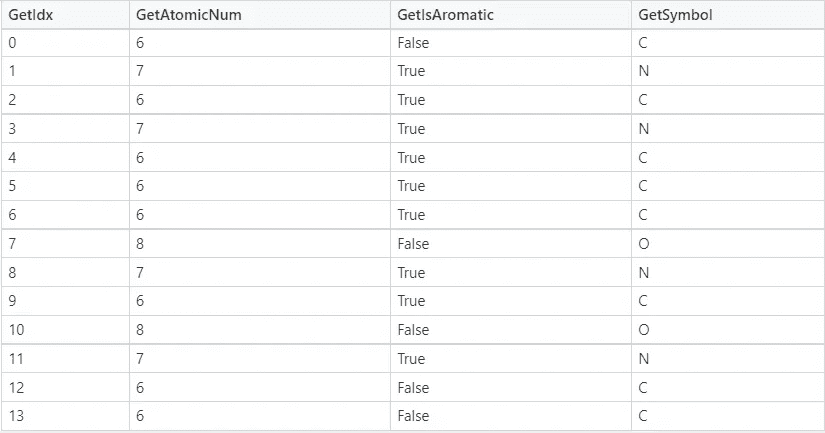 GetIdx GetAtomicNum GetIsAromatic GetSymbol
0 6 False C
1 7 True N
2 6 True C
3 7 True N
4 6 True C
5 6 True C
6 6 True C
7 8 False O
8 7 True N
9 6 True C
10 8 False O
11 7 True N
12 6 False C
13 6 False C